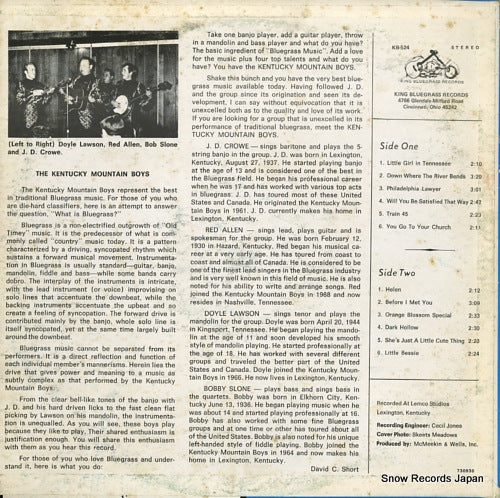 (Left to Right) Doyle Lawson, Red Allen, Bob Slone
and J. D. Crowe.
THE KENTUCKY MOUNTAIN BOYS
The Kentucky Mountain Boys represent the best
in traditional Bluegrass music. For those of you who
are die-hard classifiers, here is an attempt to answer
the question, "What is Bluegrass?"
Bluegrass is a non-electrified outgrowth of "Old
Timey" music. It is the predecessor of what is com-
monly called "country" music today. It is a pattern
characterized by a driving, syncopated rhythm which
sustains a forward musical movement. Instrumenta-
tion in Bluegrass is usually standard—guitar, banjo,
mandolin, fiddle and bass—while some bands carry
dobro. The interplay of the instruments is intricate,
with the lead instrument (or voice) improvising on
solo lines that accentuate the downbeat, while the
backing instruments accentuate the upbeat and so
create a feeling of syncopation. The forward drive is
contributed mainly by the banjo, whole solo line is
itself syncopated, yet at the same time largely built
around the downbeat.
Bluegrass music cannot be separated from its
performers. It is a direct reflection and function of
each individual member's mannerisms. Herein lies the
drive that gives power and meaning to a music as
subtly complex as that performed by the Kentucky
Mountain Boys.
From the clear bell-like tones of the banjo with
J. D. and his hard driven licks to the fast clean flat
picking by Lawson on his mandolin, the instrumenta-
tion is unequaled. As you will see, these boys play
because they like to play. Their shared enthusiasm is
justification enough. You will share this enthusiasm
with them as you hear this record.
For those of you who love Bluegrass and under-
stand it, here is what you do:
Take one banjo player, add a guitar player, throw
in a mandolin and bass player and what do you have?
The basic ingredient of "Bluegrass Music". Add a love
for the music plus four top talents and what do you
have? You have the KENTUCKY MOUNTAIN BOYS.
Shake this bunch and you have the very best blue-
grass music available today. Having followed J. D.
and the group since its origination and seen its de-
velopment, I can say without equivocation that it is
unexcelled both as to the quality and love of its work.
If you are looking for a group that is unexcelled in its
performance of traditional bluegrass, meet the KEN-
TUCKY MOUNTAIN BOYS.
J. D. CROWE — sings baritone and plays the 5-
string banjo in the group. J. D. was born in Lexington,
Kentucky, August 27, 1937. He started playing banjo
at the age of 13 and is considered one of the best in
the Bluegrass field. He began his professional career
when he was 17 and has worked with various top acts
in bluegrass. J. D. has toured most of these United
States and Canada. He originated the Kentucky Moun-
tain Boys in 1961. J. D. currently makes his home in
Lexington, Kentucky.
RED ALLEN — sings lead, plays guitar and is
spokesman for the group. He was born February 12,
1930 in Hazard, Kentucky. Red began his musical car-
eer at a very early age. He has toured from coast to
coast and almost all of Canada. He is considered to be
one of the finest lead singers in the Bluegrass industry
and is very well known in this field of music. He is also
noted for his ability to write and arrange songs. Red
joined the Kentucky Mountain Boys in 1968 and now
resides in Nashville, Tennessee.
DOYLE LAWSON — sings tenor and plays the
mandolin for the group. Doyle was born April 20, 1944
in Kingsport, Tennessee. He began playing the mando-
lin at the age of 11 and soon developed his smooth
style of mandolin playing. He started professionally at
the age of 18. He has worked with several different
groups and traveled the better part of the United
States and Canada. Doyle joined the Kentucky Moun-
tain Boys in 1966. He now lives in Lexington, Kentucky.
BOBBY SLONE — plays bass and sings bass in
the quartets. Bobby was born in Elkhorn City, Ken-
tucky June 13, 1936. He began playing music when he
was about 14 and started playing professionally at 16.
Bobby has also worked with some fine Bluegrass
groups and at one time or other has toured about all
of the United States. Bobby is also noted for his unique
left-handed style of fiddle playing. Bobby joined the
Kentucky Mountain Boys in 1964 and now makes his
home in Lexington, Kentucky.
David C. Short
KB-524 STEREO
KING BLUEGRASS RECORDS
KING BLUEGRASS RECORDS
4766 Glendale-Milford Road
Cincinnati, Ohio 45242
Side One
1. Little Girl in Tennessee 2:10
2. Down Where The River Bends 3:20
3. Philadelphia Lawyer 3:01
4. Will You Be Satisfied That Way 2:42
5. Train 45 2:23
6. You Go To Your Church 2:15
Side Two
1. Helen 2:12
2. Before I Met You 3:09
3. Orange Blossom Special 2:33
4. Dark Hollow 2:30
5. She's Just A Little Cute Thing 2:20
6. Little Bessie 2:24
Recorded At Lemco Studios
Lexington, Kentucky
Recording Engineer: Cecil Jones
Cover Photo: Skeets Meadows
Produced by: McMeekin & Wells, Inc.
730936
Snow Records Japan